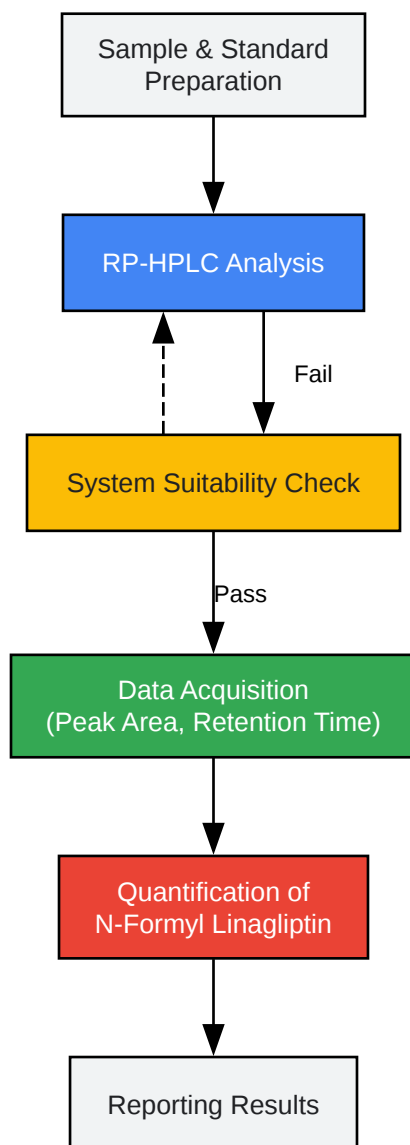 Sample & Standard
Preparation
RP-HPLC Analysis
Fail
System Suitability Check
Pass
Data Acquisition
(Peak Area, Retention Time)
Quantification of
N-Formyl Linagliptin
Reporting Results